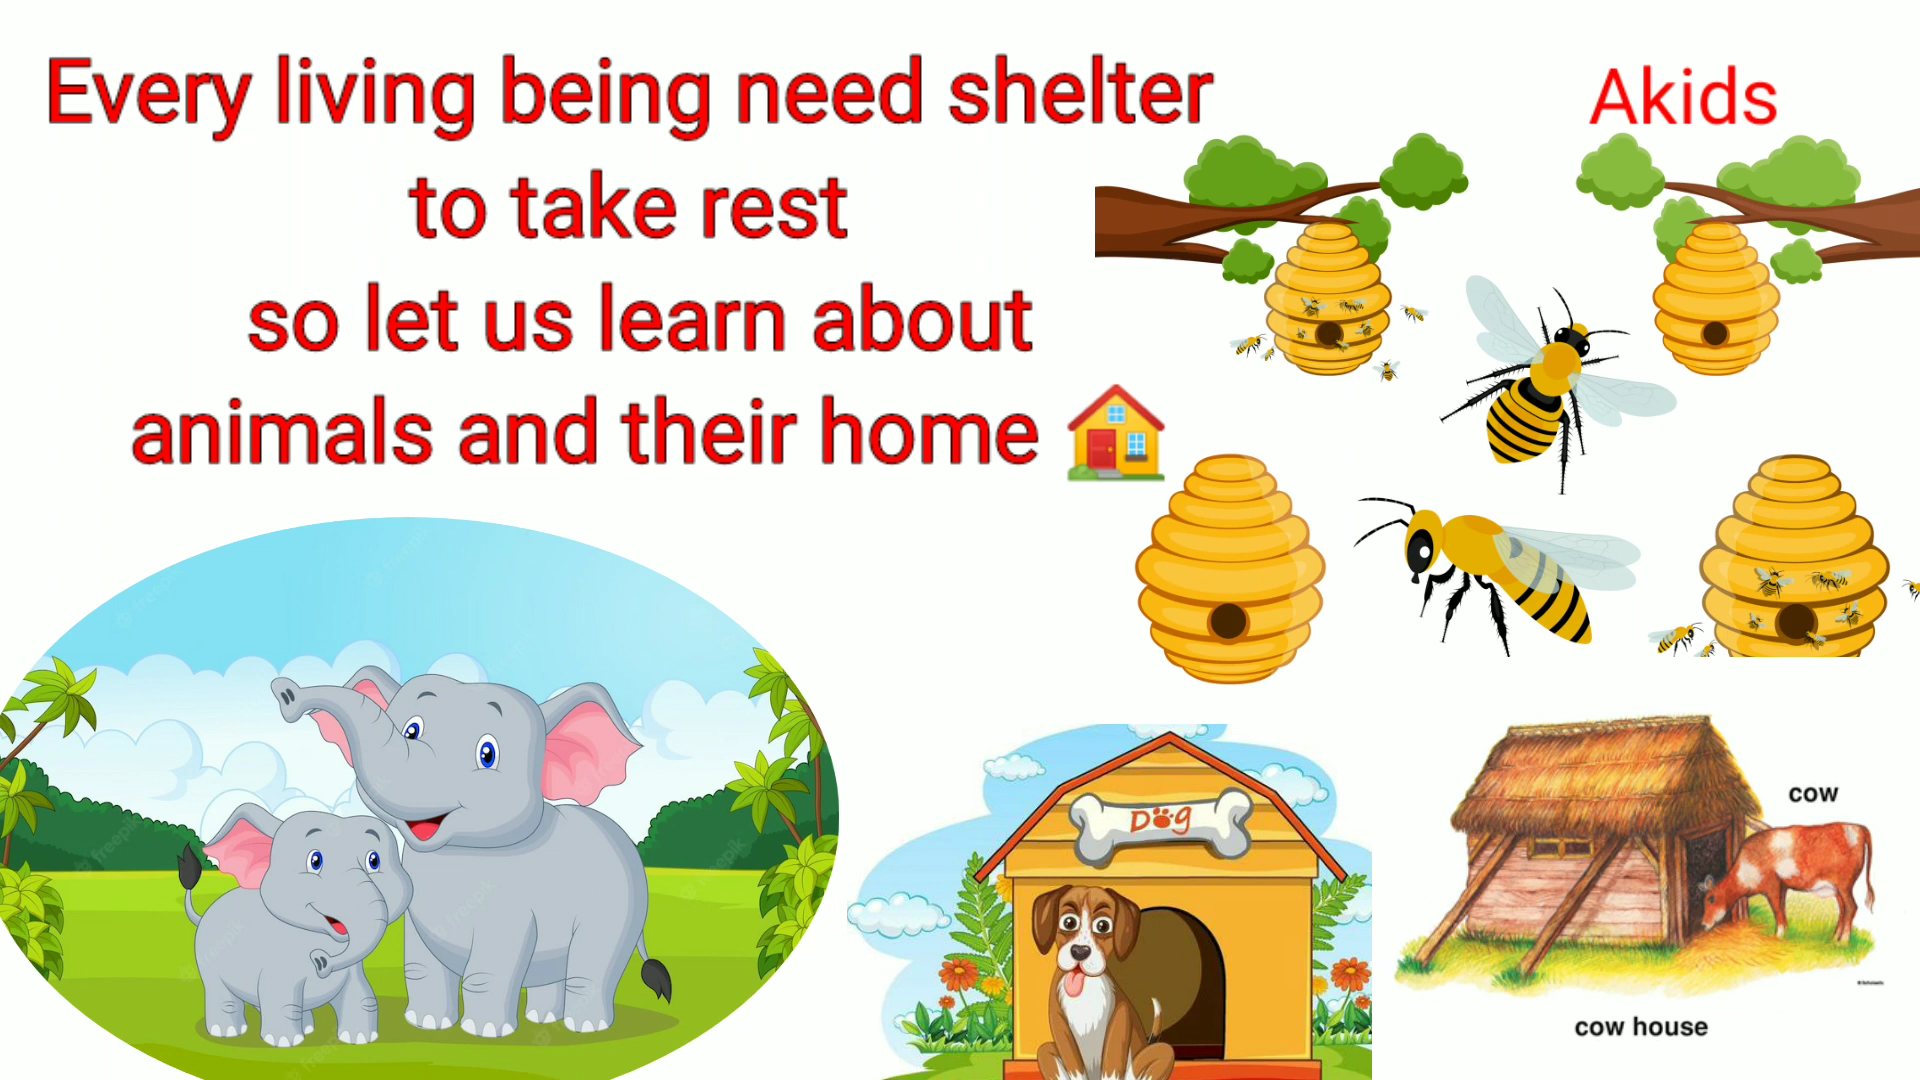 Every living being need shelter
to take rest
so let us learn about
animals and their home
Akids
Dog
cow
cow house